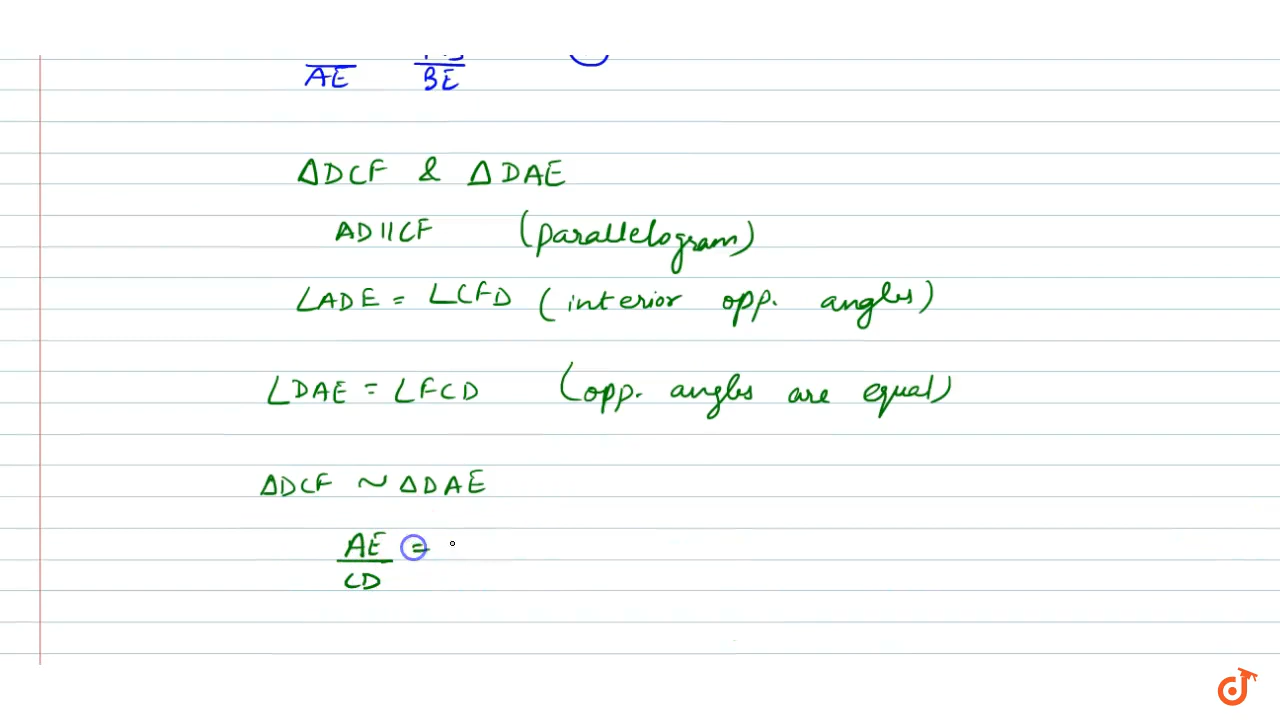 AE BE
ΔDCF & ΔDAE
AD||CF (parallelogram)
∠ADE = ∠CFD (interior opp. angles)
∠DAE = ∠FCD (opp. angles are equal)
ΔDCF ~ ΔDAE
AE =
CD